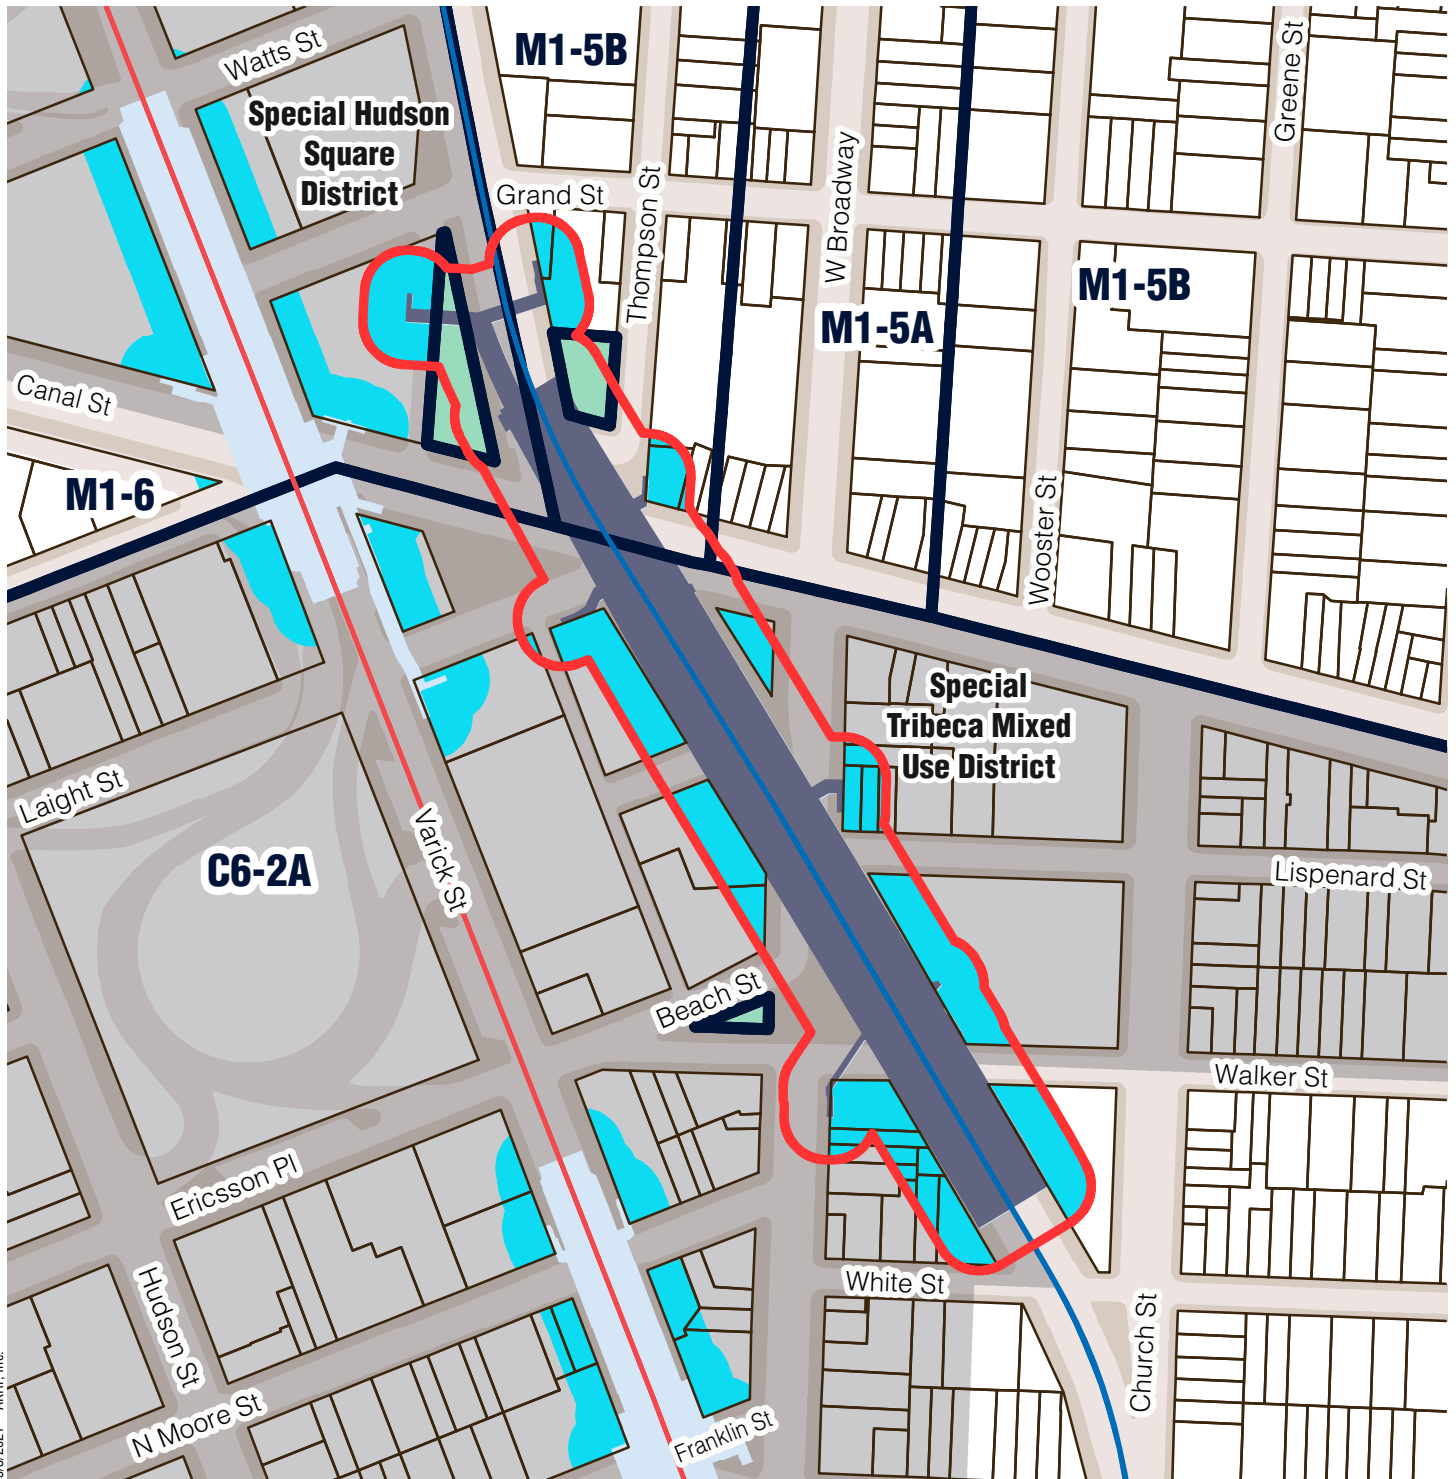 M1-5B
Watts St
Greene St
Special Hudson
Square
District
Grand St
Thompson St
W Broadway
M1-5B
M1-5A
Canal St
M1-6
Wooster St
Special
Tribeca Mixed
Use District
Laight St
Varick St
C6-2A
Lispenard St
Beach St
Walker St
Ericsson Pl
White St
Hudson St
Church St
N Moore St
Franklin St